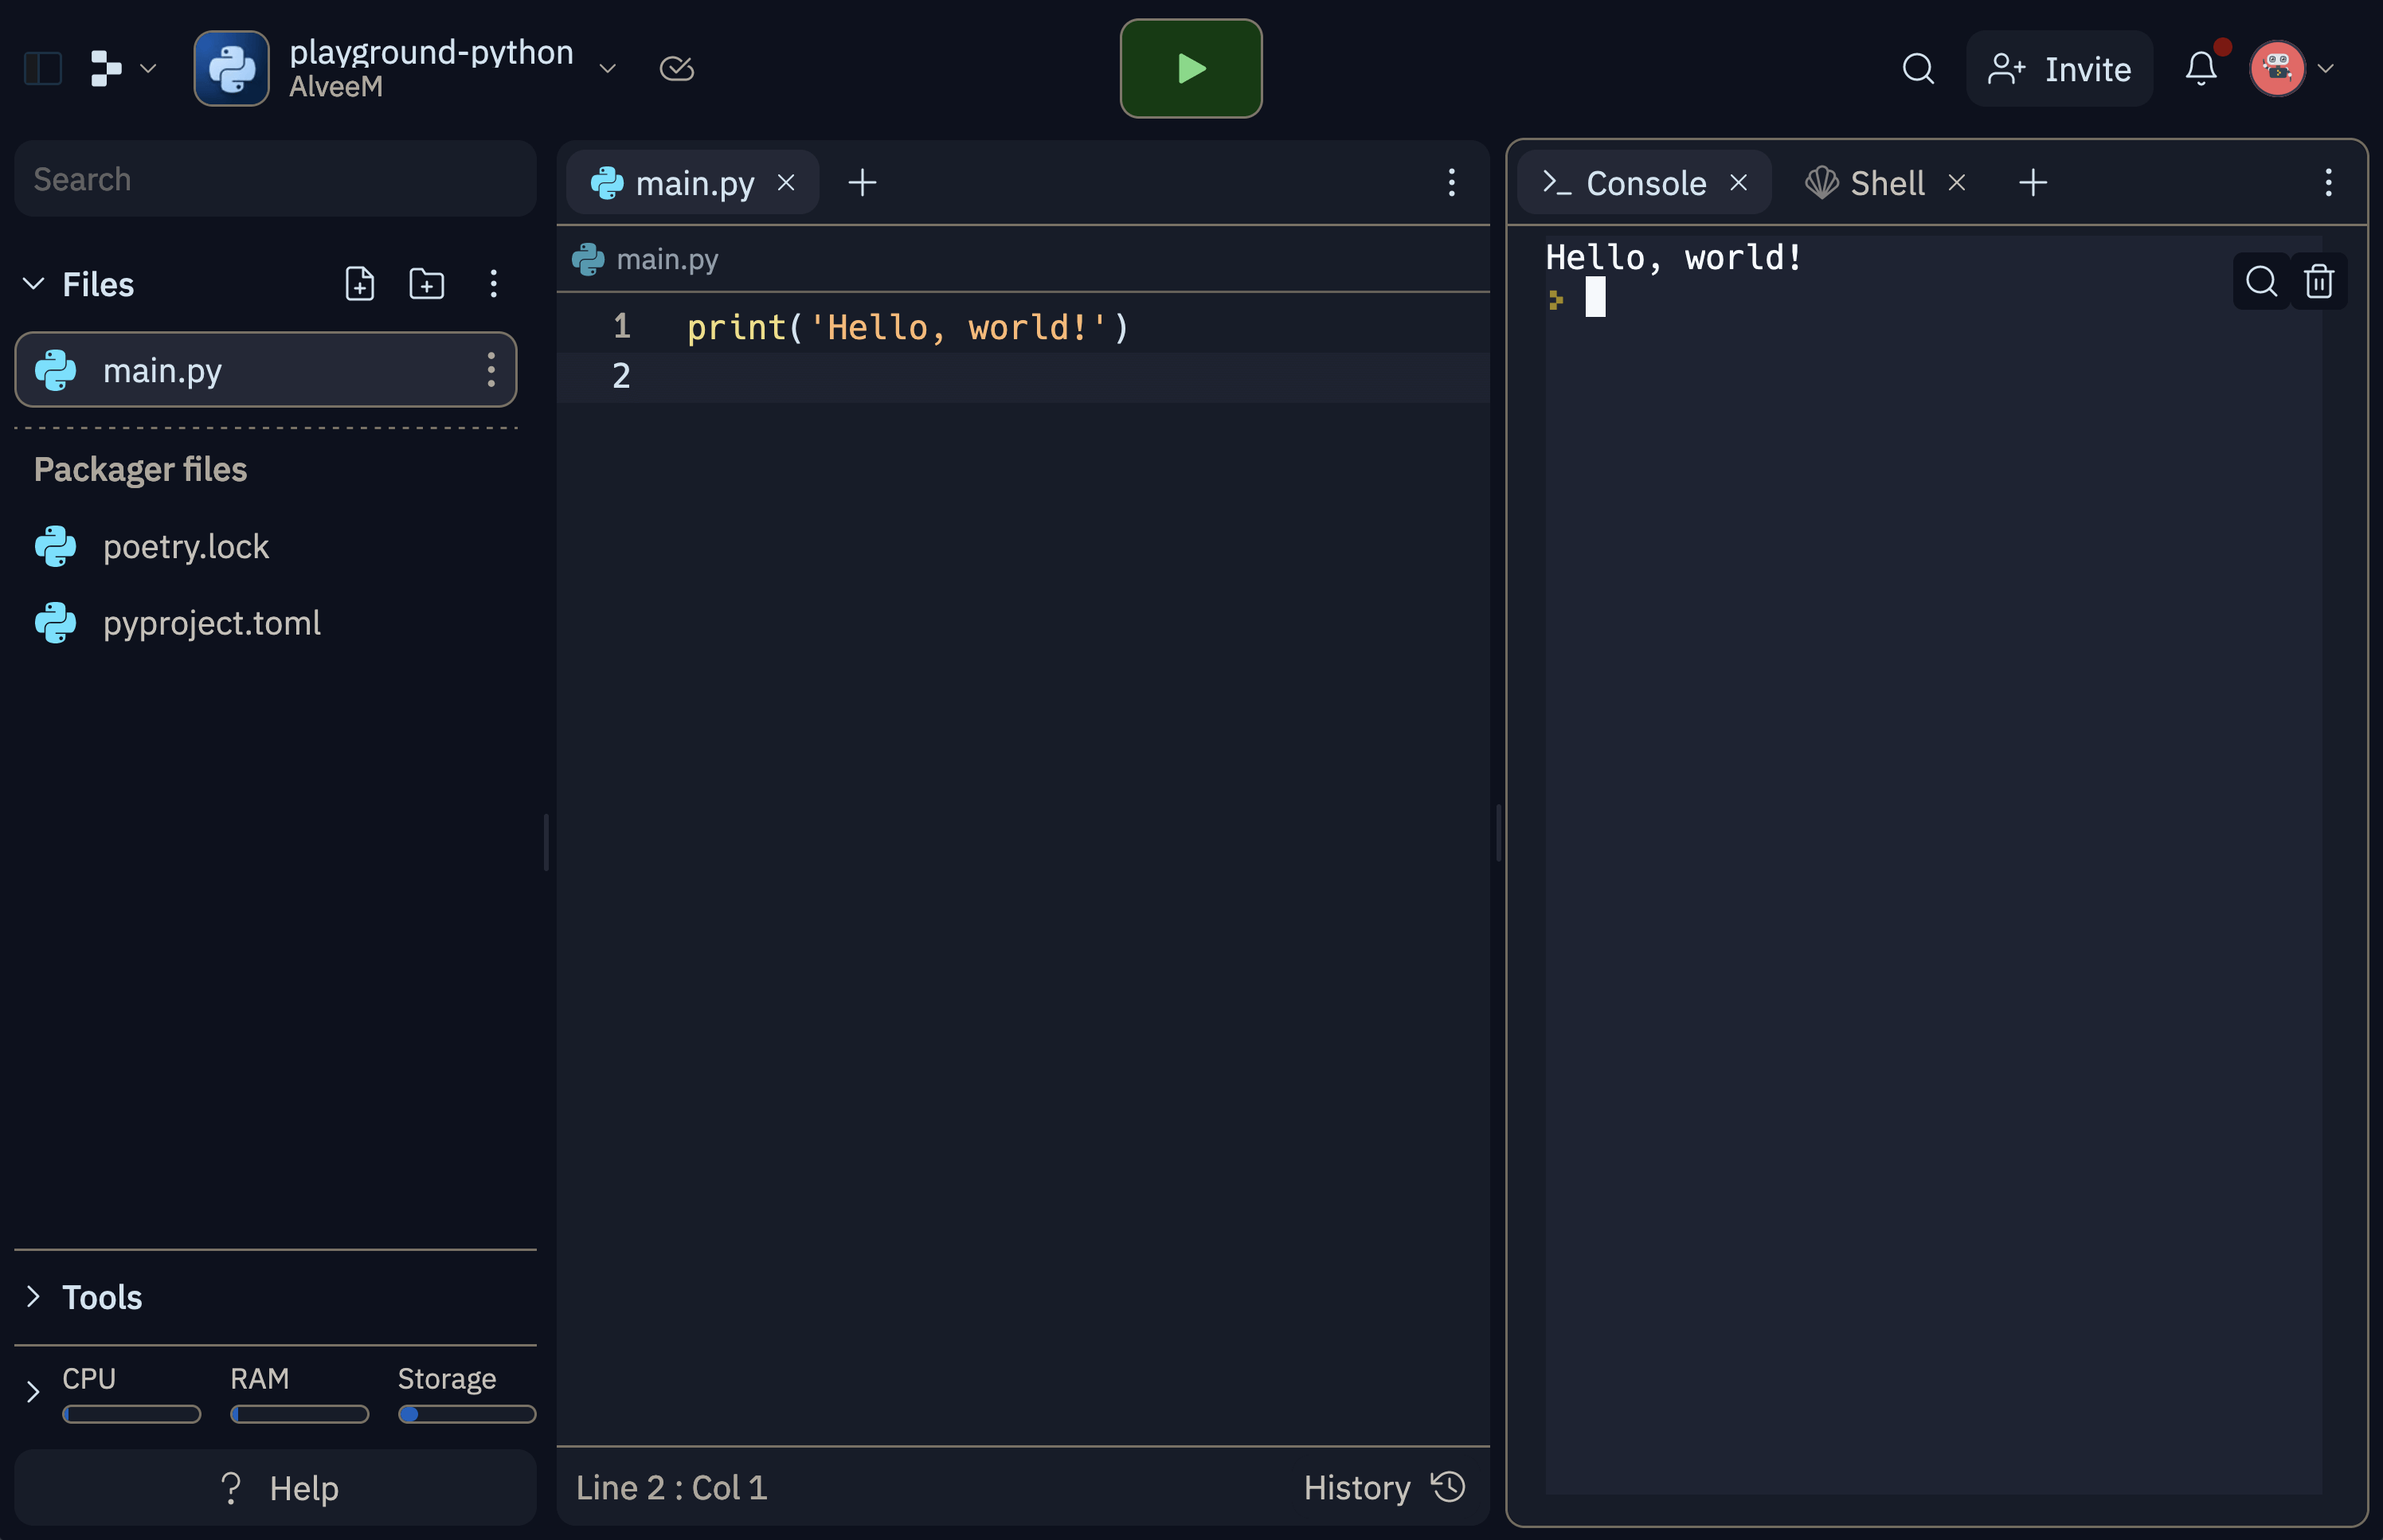 playground-python
AlveeM
Invite
Search
Files
main.py
Packager files
poetry.lock
pyproject.toml
Tools
CPU RAM Storage
? Help
main.py
main.py
1 print('Hello, world!')
2
Line 2 : Col 1
History
Console
Shell
Hello, world!